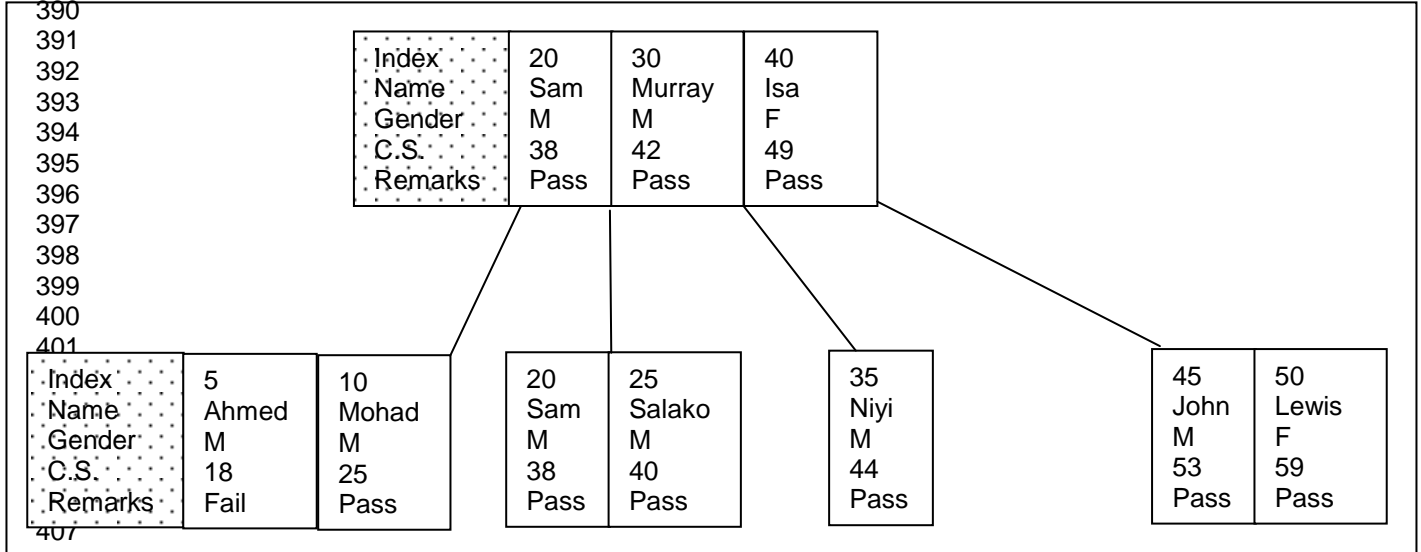 390
391
392
393
394
395
396
397
398
399
400
401
407
Index 20 30 40
Name Sam Murray Isa
Gender M M F
C.S. 38 42 49
Remarks Pass Pass Pass
Index 5 10 20 25 35 45 50
Name Ahmed Mohad Sam Salako Niyi John Lewis
Gender M M M M M M F
C.S. 18 25 38 40 44 53 59
Remarks Fail Pass Pass Pass Pass Pass Pass